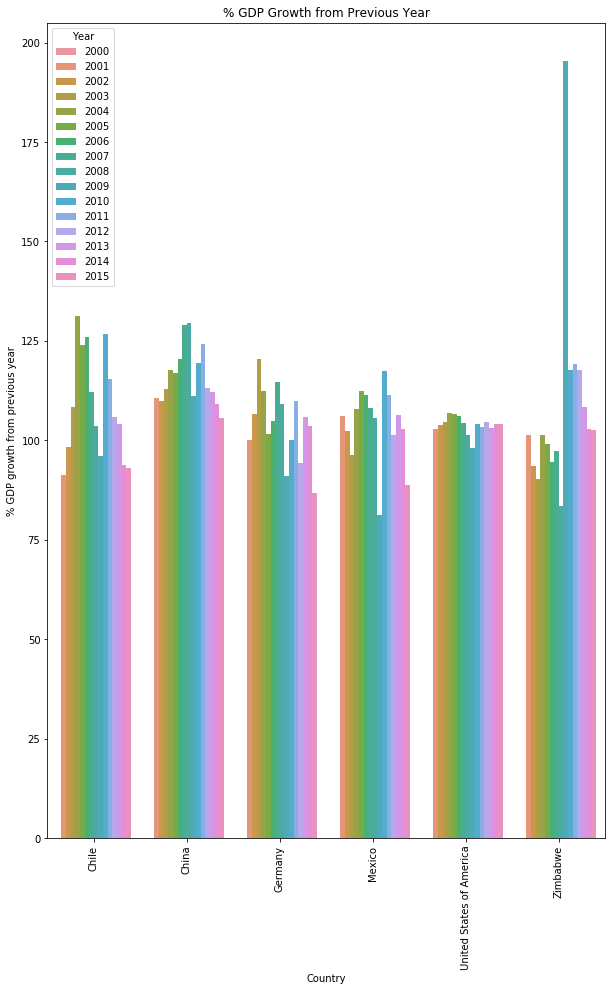 % GDP Growth from Previous Year
200
175
150
125
100
75
50
25
0
% GDP growth from previous year
Year
2000
2001
2002
2003
2004
2005
2006
2007
2008
2009
2010
2011
2012
2013
2014
2015
Chile
China
Germany
Mexico
United States of America
Zimbabwe
Country